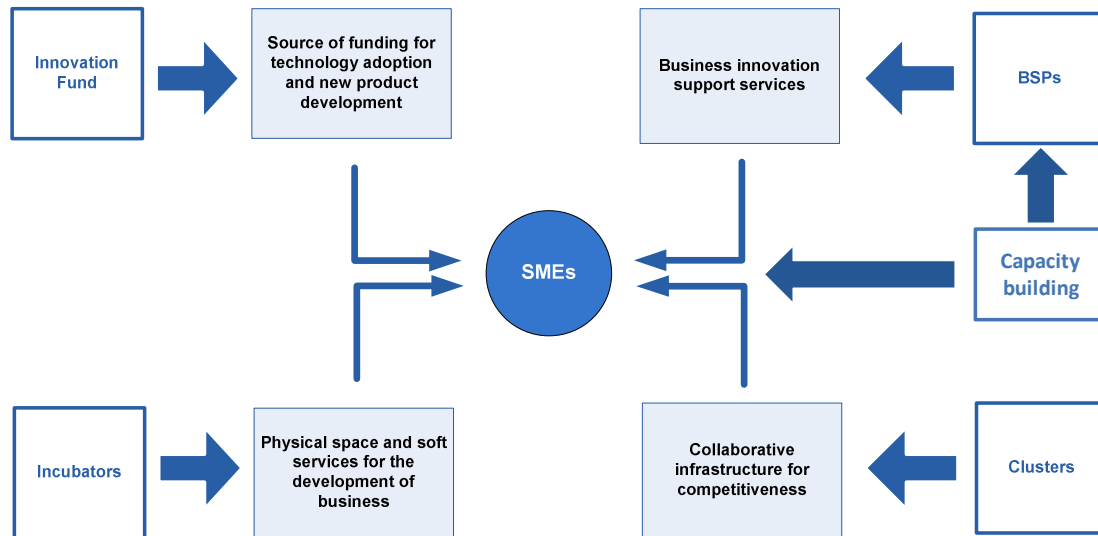 Innovation
Fund
Source of funding for
technology adoption
and new product
development
Business innovation
support services
BSPs
SMEs
Capacity
building
Incubators
Physical space and soft
services for the
development of
business
Collaborative
infrastructure for
competitiveness
Clusters